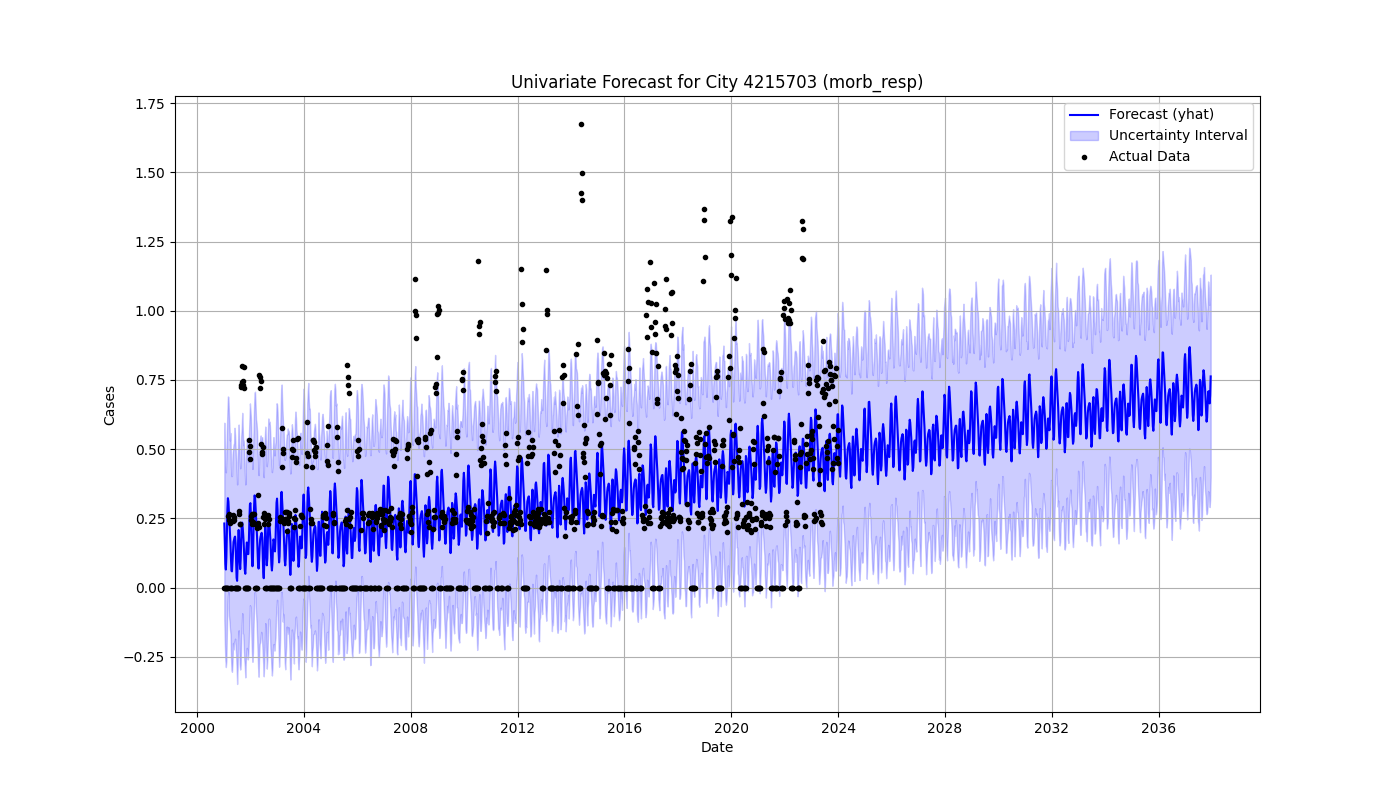 Univariate Forecast for City 4215703 (morb_resp)
Forecast (yhat)
Uncertainty Interval
Actual Data
Cases
1.75
1.50
1.25
1.00
0.75
0.50
0.25
0.00
−0.25
2000 2004 2008 2012 2016 2020 2024 2028 2032 2036
Date